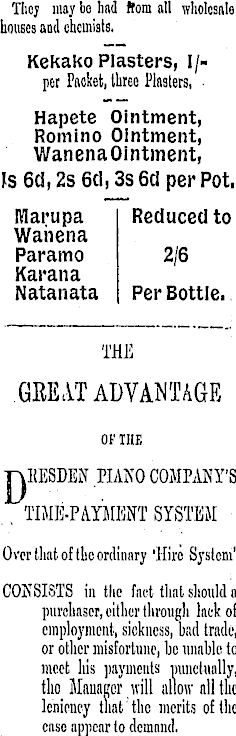 They may be had from all wholesale
houses and chemists.
Kekako Plasters, 1/-
per Packet, three Plasters,
Hapete Ointment,
Romino Ointment,
Wanena Ointment,
1s 6d, 2s 6d, 3s 6d per Pot.
Marupa
Wanena
Paramo
Karana
Natanata
Reduced to
2/6
Per Bottle.
THE
GREAT ADVANTAGE
OF THE
DRESDEN PIANO COMPANY'S
TIME-PAYMENT SYSTEM
Over that of the ordinary 'Hire System'
CONSISTS in the fact that should a
purchaser, either through lack of
employment, sickness, bad trade,
or other misfortune, be unable to
meet his payments punctually,
the Manager will allow all the
leniency that the merits of the
case appear to demand.